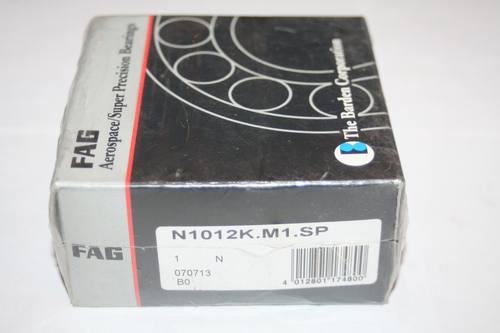 FAG
Aerospace/Super Precision Bearings
B The Barden Corporation
FAG
N1012K.M1.SP
1 N
070713
B0
4 012801 174800